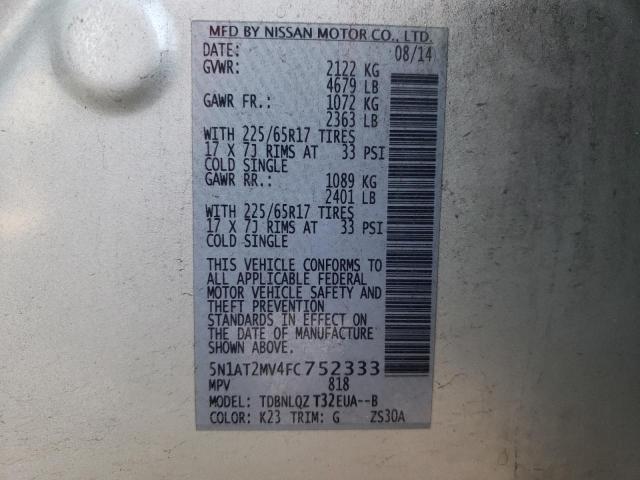 MFD BY NISSAN MOTOR CO., LTD.
DATE: 08/14
GVWR: 2122 KG
4679 LB
GAWR FR.: 1072 KG
2363 LB
WITH 225/65R17 TIRES
17 X 7J RIMS AT 33 PSI
COLD SINGLE
GAWR RR.: 1089 KG
2401 LB
WITH 225/65R17 TIRES
17 X 7J RIMS AT 33 PSI
COLD SINGLE
THIS VEHICLE CONFORMS TO
ALL APPLICABLE FEDERAL
MOTOR VEHICLE SAFETY AND
THEFT PREVENTION
STANDARDS IN EFFECT ON
THE DATE OF MANUFACTURE
SHOWN ABOVE.
5N1AT2MV4FC752333
MPV 818
MODEL: TDBNLQZ T32EUA--B
COLOR: K23 TRIM: G ZS30A